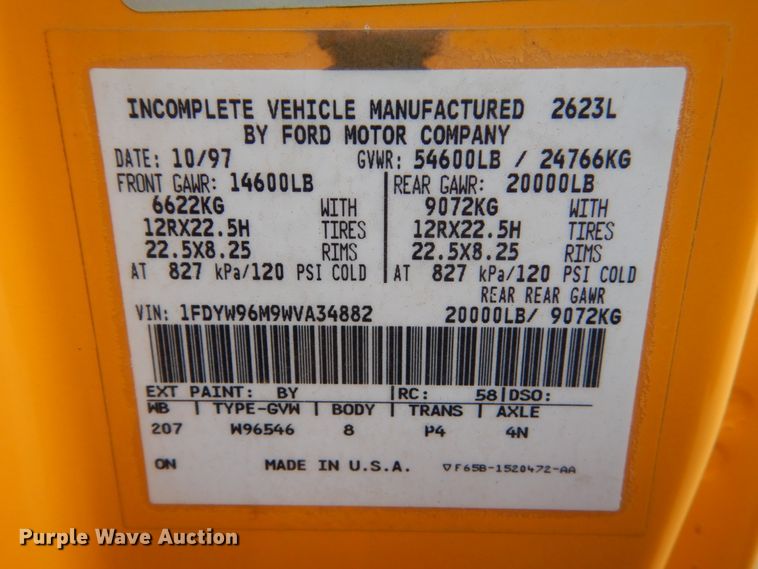 INCOMPLETE VEHICLE MANUFACTURED 2623L
BY FORD MOTOR COMPANY
DATE: 10/97 GVWR: 54600LB / 24766KG
FRONT GAWR: 14600LB REAR GAWR: 20000LB
6622KG WITH 9072KG WITH
12RX22.5H TIRES 12RX22.5H TIRES
22.5X8.25 RIMS 22.5X8.25 RIMS
AT 827 kPa/120 PSI COLD AT 827 kPa/120 PSI COLD
REAR REAR GAWR
VIN: 1FDYW96M9WVA34882 20000LB/ 9072KG
EXT PAINT: BY RC: 58 DSO:
WB TYPE-GVW BODY TRANS AXLE
207 W96546 8 P4 4N
ON MADE IN U.S.A. ▽F65B-1520472-AA
Purple Wave Auction